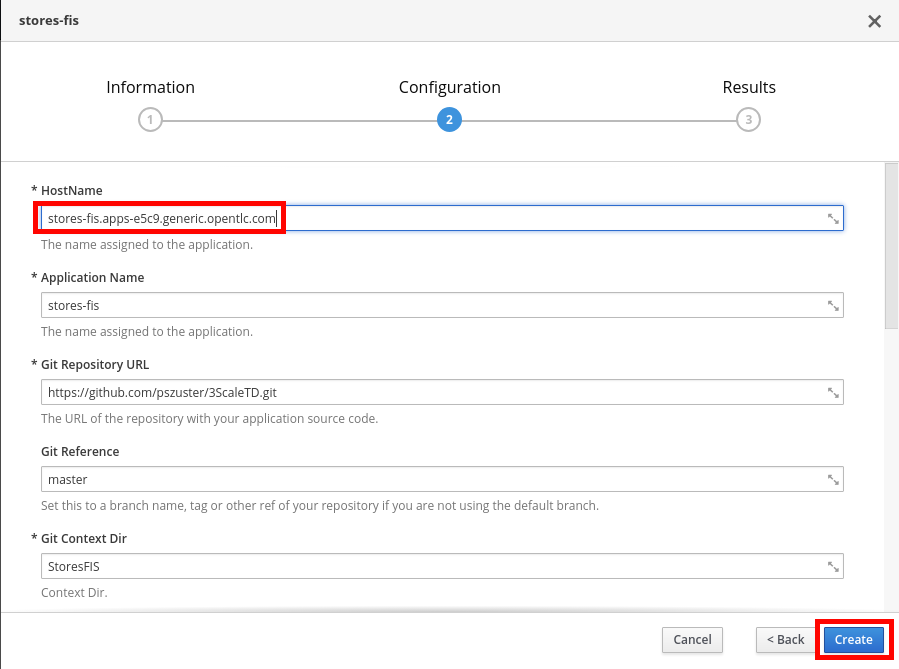 stores-fis
Information
Configuration
Results
1
2
3
* HostName
stores-fis.apps-e5c9.generic.opentlc.com
The name assigned to the application.
* Application Name
stores-fis
The name assigned to the application.
* Git Repository URL
https://github.com/pszuster/3ScaleTD.git
The URL of the repository with your application source code.
Git Reference
master
Set this to a branch name, tag or other ref of your repository if you are not using the default branch.
* Git Context Dir
StoresFIS
Context Dir.
Cancel
< Back
Create